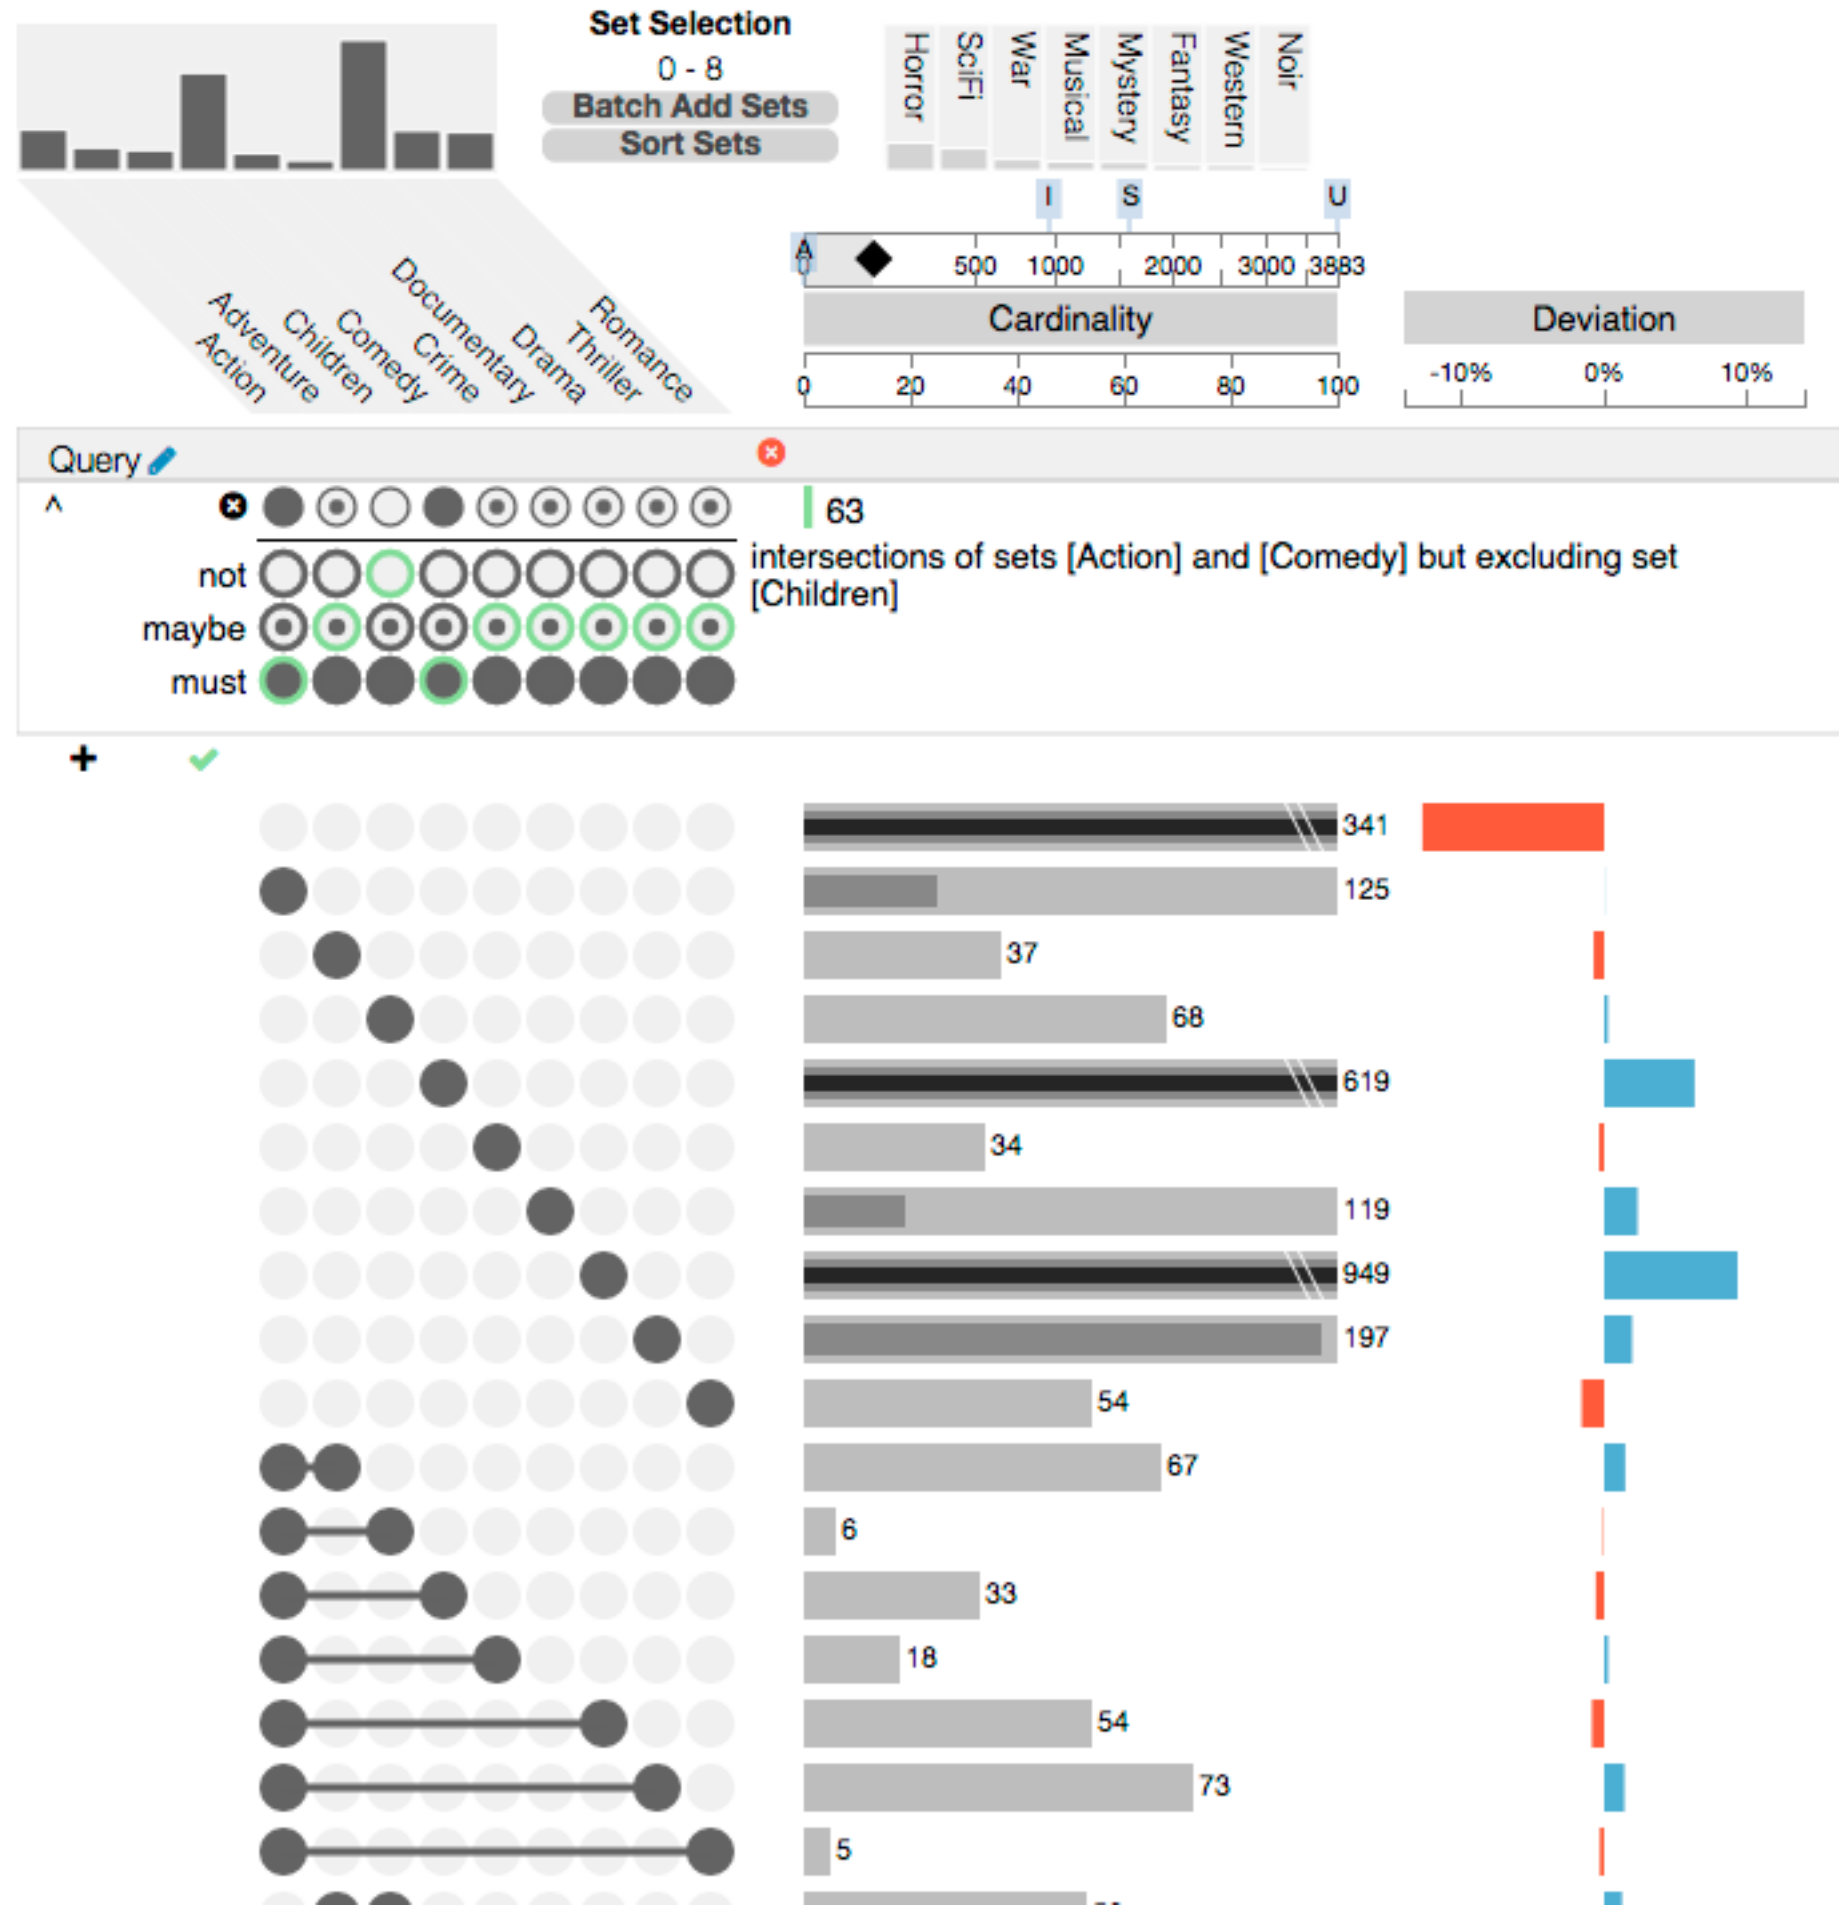 Set Selection
0 - 8
Batch Add Sets
Sort Sets
Horror
SciFi
War
Musical
Mystery
Fantasy
Western
Noir
I
S
U
A
0
500
1000
2000
3000
3883
Action
Adventure
Children
Comedy
Crime
Documentary
Drama
Thriller
Romance
Cardinality
Deviation
0
20
40
60
80
100
-10%
0%
10%
Query
^
63
intersections of sets [Action] and [Comedy] but excluding set
[Children]
not
maybe
must
+
341
125
37
68
619
34
119
949
197
54
67
6
33
18
54
73
5